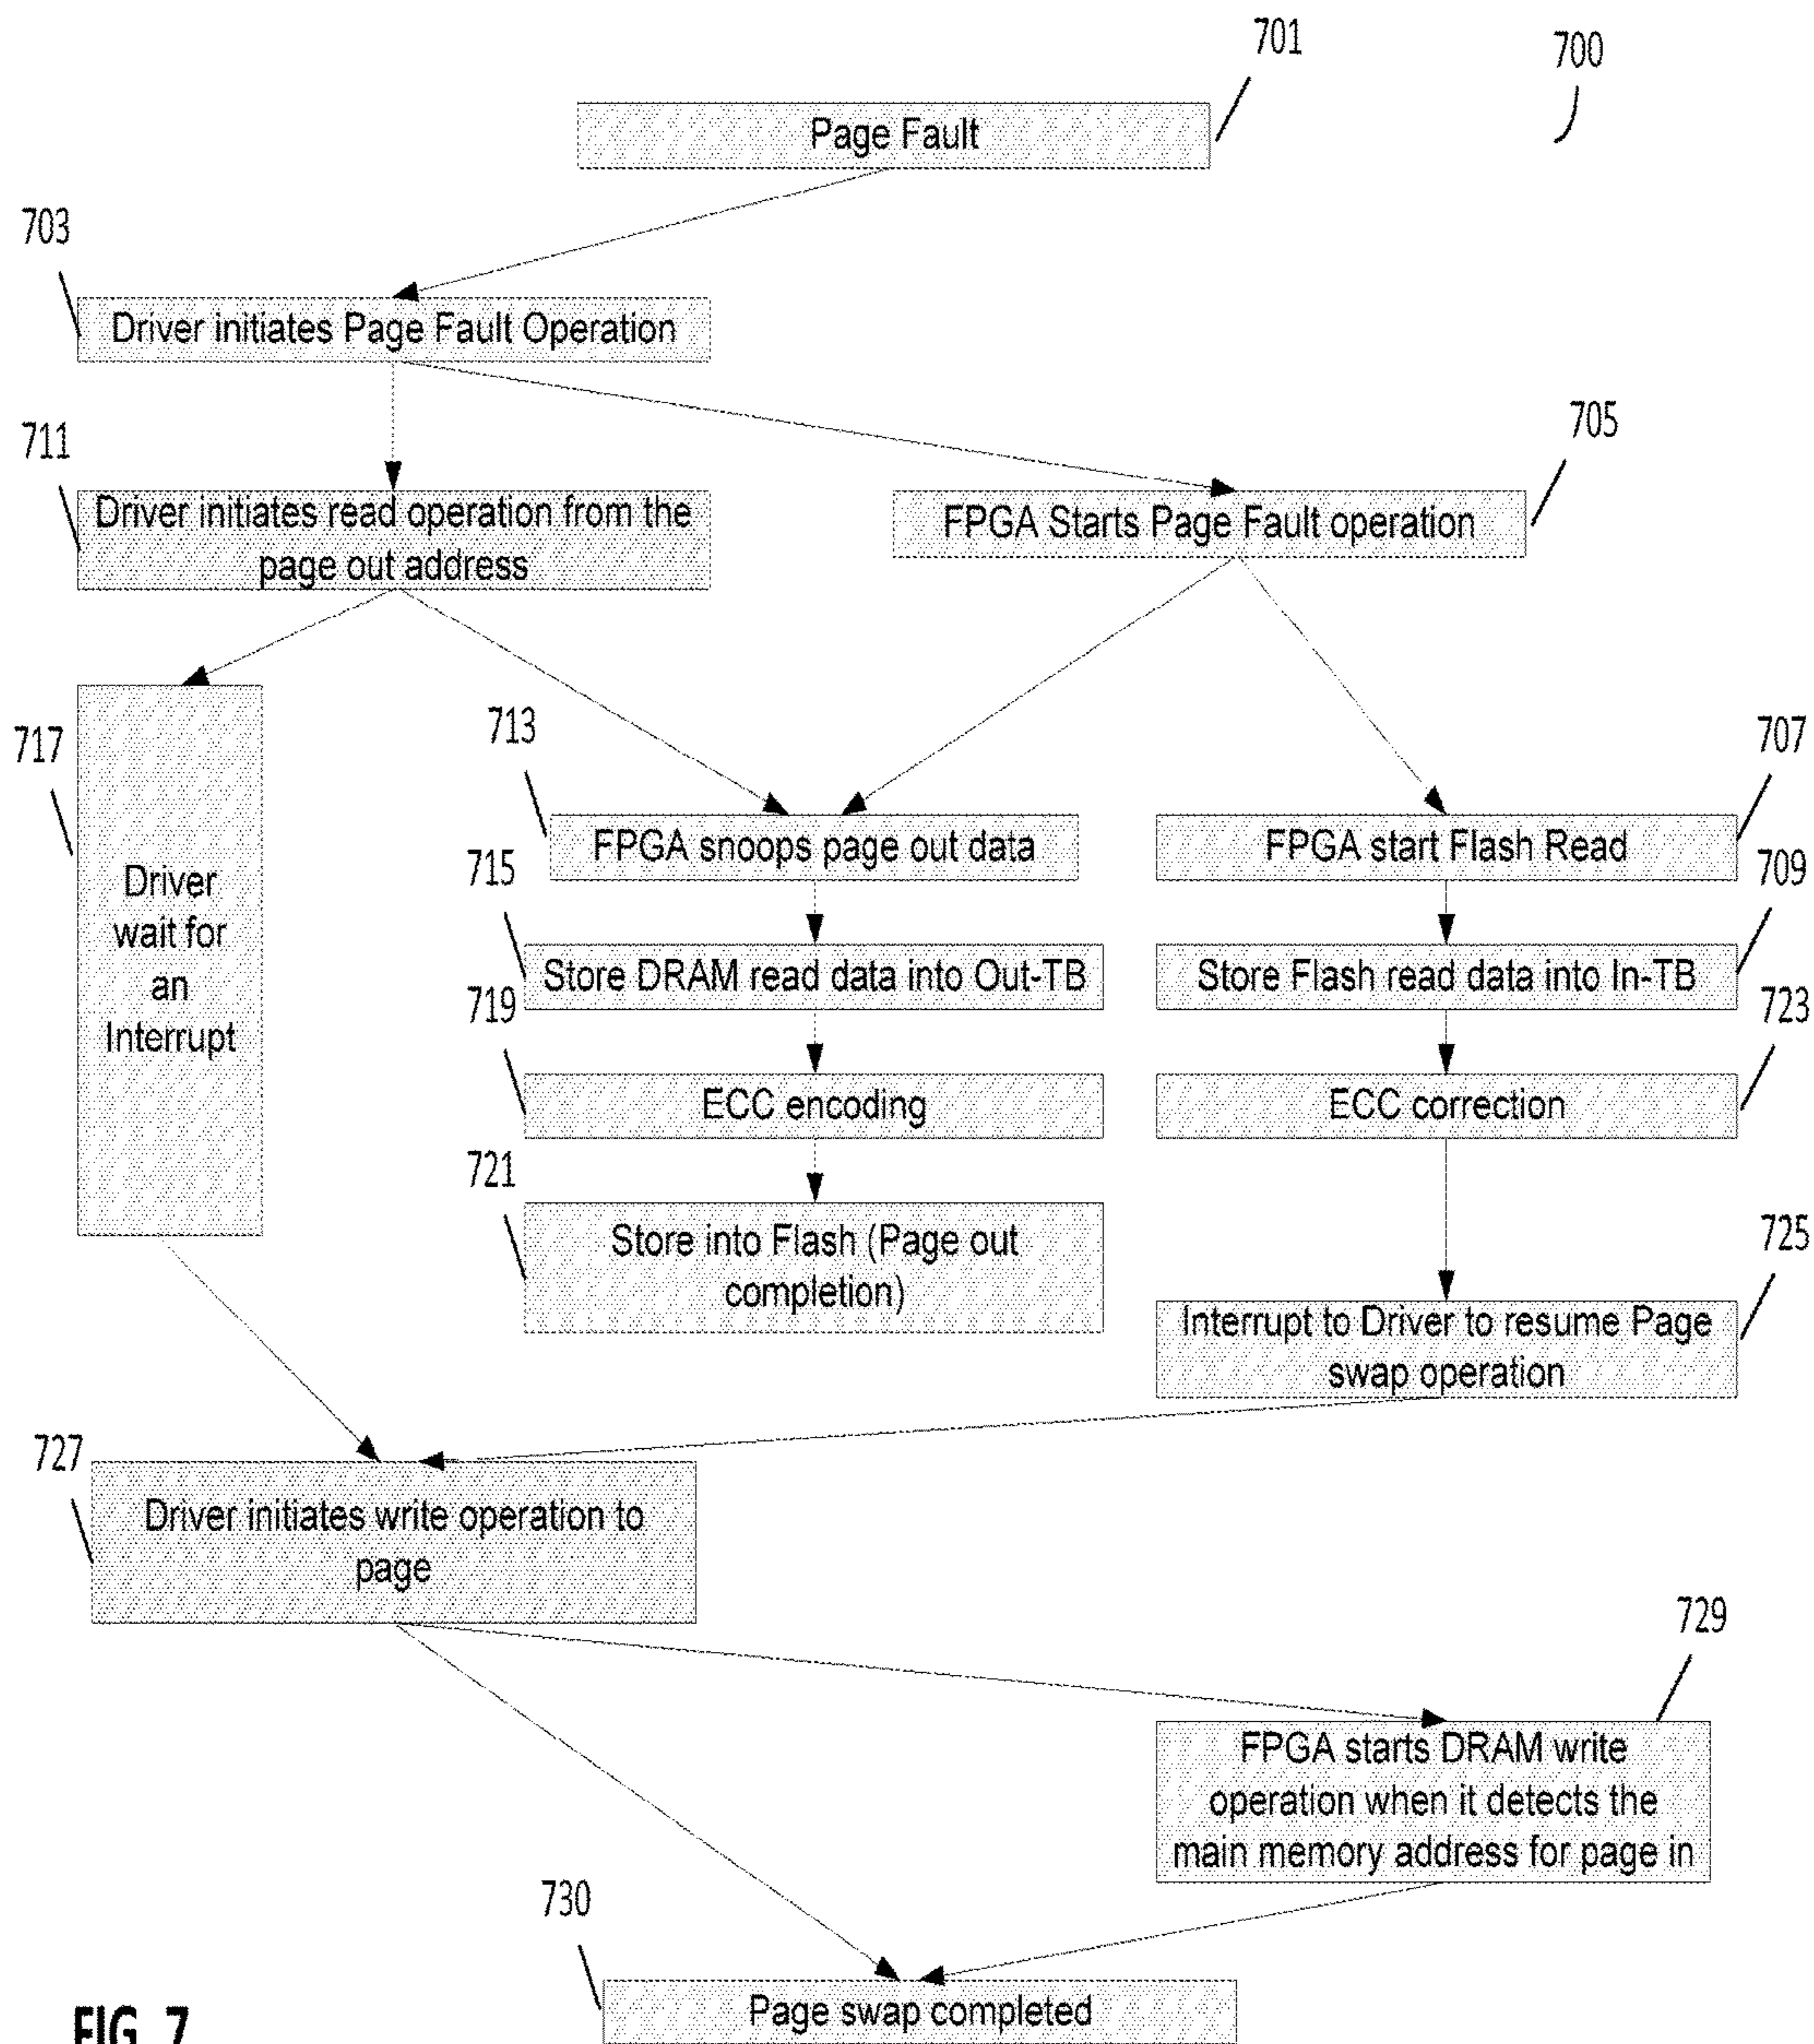 701
700
Page Fault
703
Driver initiates Page Fault Operation
711
705
Driver initiates read operation from the
page out address
FPGA Starts Page Fault operation
717
Driver
wait for
an
Interrupt
713
FPGA snoops page out data
707
FPGA start Flash Read
715
Store DRAM read data into Out-TB
709
Store Flash read data into In-TB
719
ECC encoding
723
ECC correction
721
Store into Flash (Page out
completion)
725
Interrupt to Driver to resume Page
swap operation
727
Driver initiates write operation to
page
729
FPGA starts DRAM write
operation when it detects the
main memory address for page in
730
Page swap completed
FIG. 7